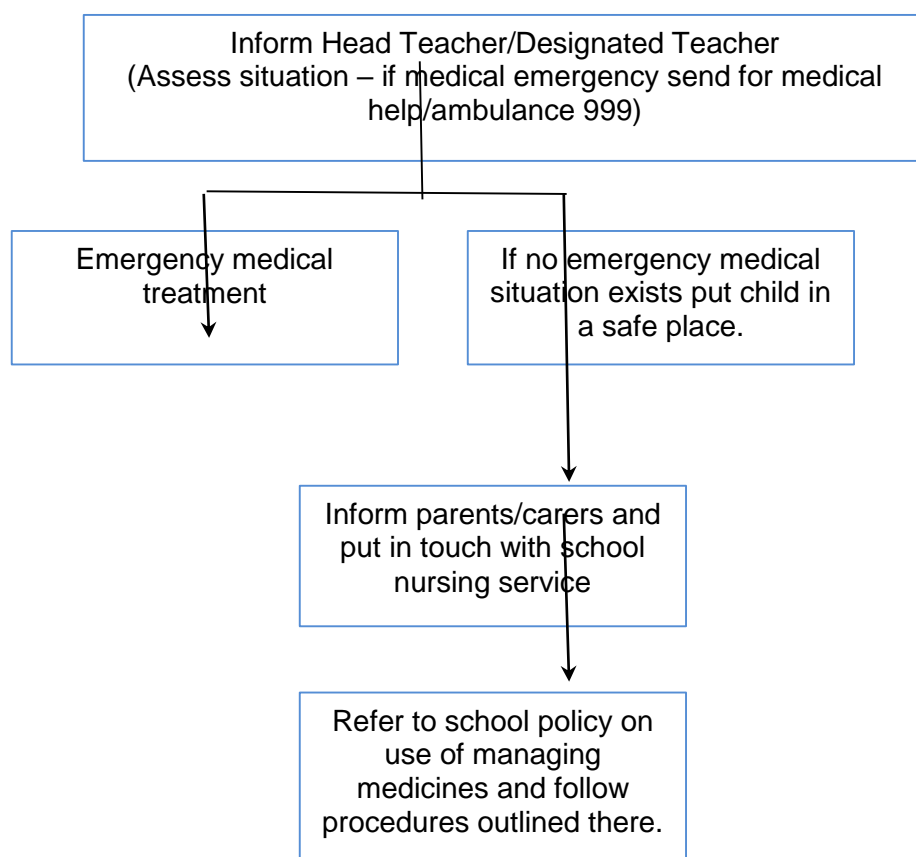 Inform Head Teacher/Designated Teacher
(Assess situation – if medical emergency send for medical
help/ambulance 999)
Emergency medical
treatment
If no emergency medical
situation exists put child in
a safe place.
Inform parents/carers and
put in touch with school
nursing service
Refer to school policy on
use of managing
medicines and follow
procedures outlined there.